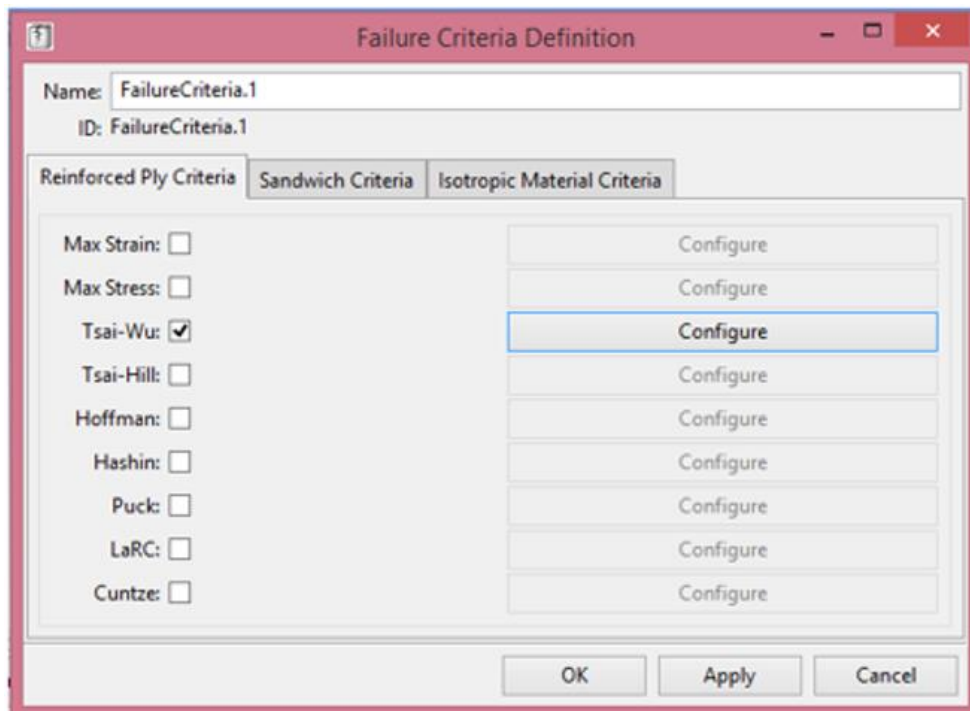 Failure Criteria Definition
Name: FailureCriteria.1
ID: FailureCriteria.1
Reinforced Ply Criteria Sandwich Criteria Isotropic Material Criteria
Max Strain: Configure
Max Stress: Configure
Tsai-Wu: Configure
Tsai-Hill: Configure
Hoffman: Configure
Hashin: Configure
Puck: Configure
LaRC: Configure
Cuntze: Configure
OK Apply Cancel